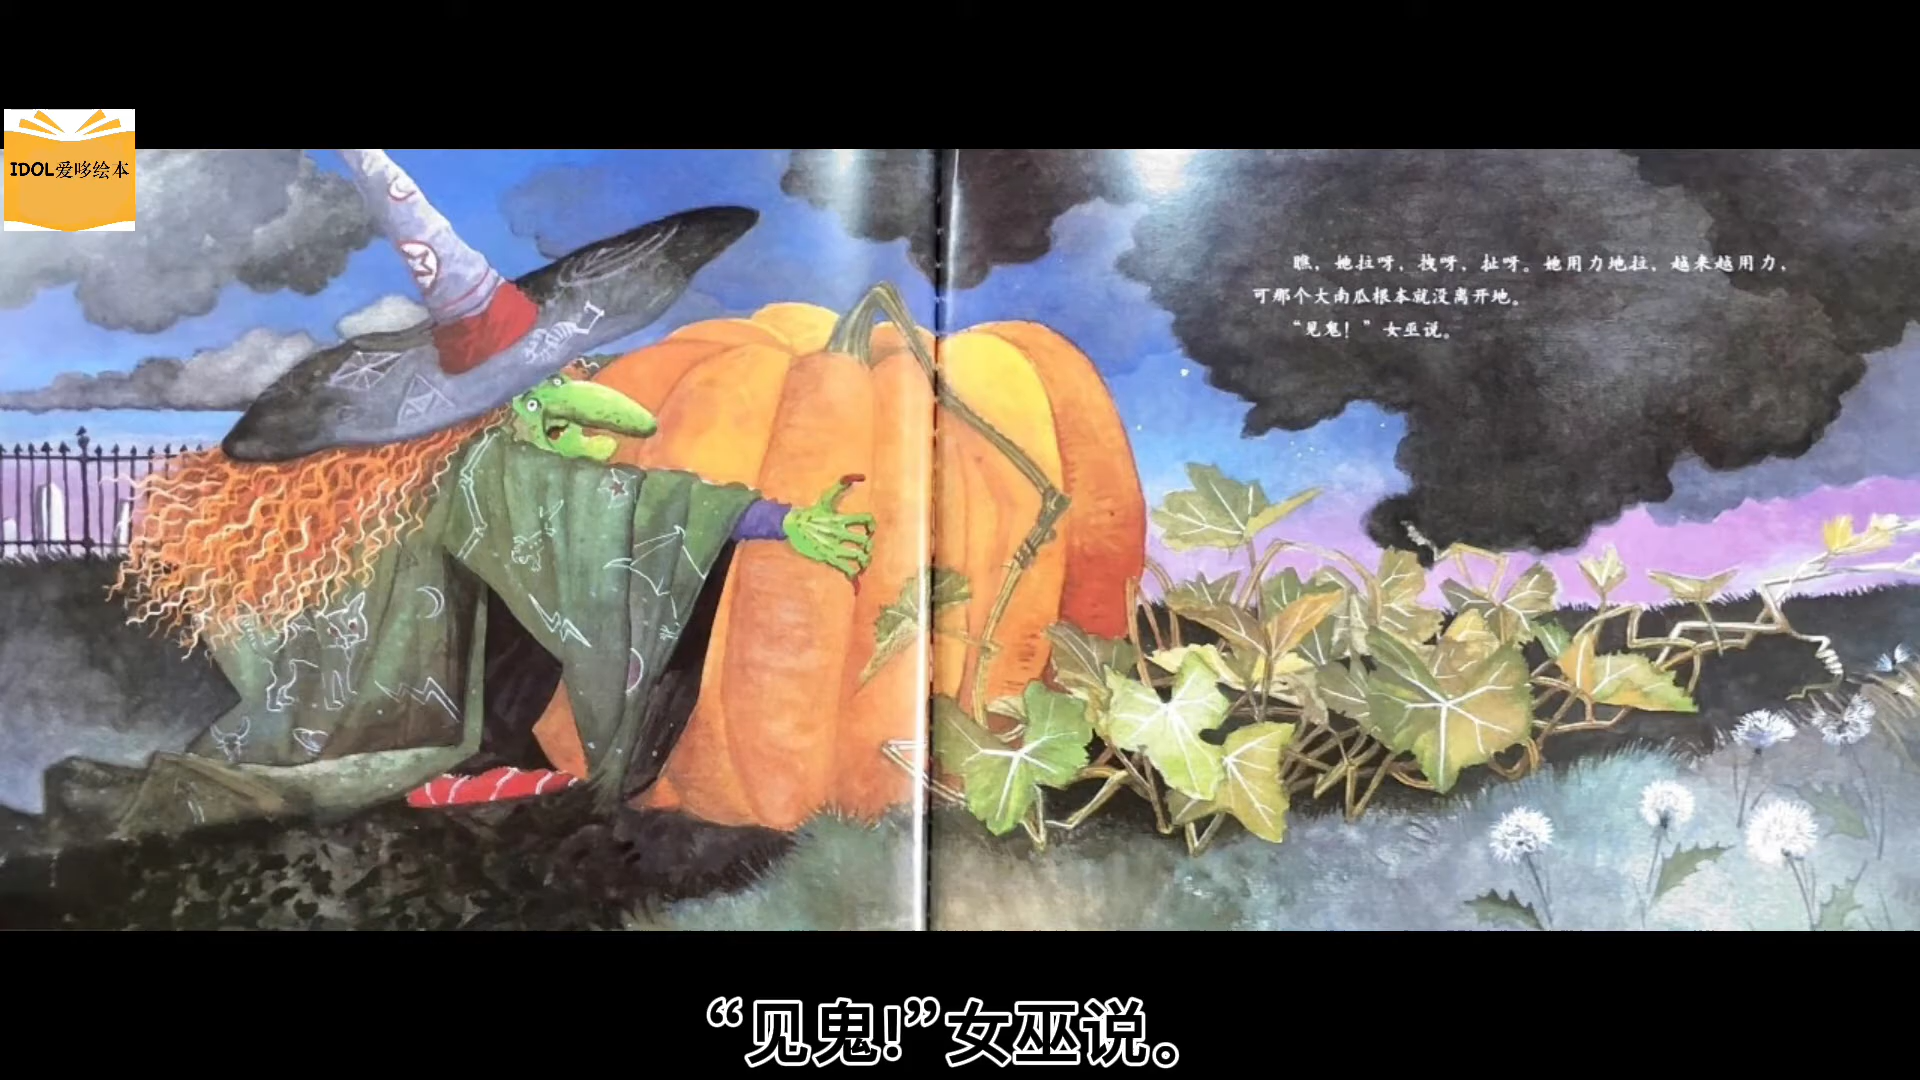 IDOL爱哆绘本
瞧，她拉呀，拽呀，扯呀。她用力地拉，越来越用力，
可那个大南瓜根本就没离开地。
“见鬼！”女巫说。
“见鬼!”女巫说。